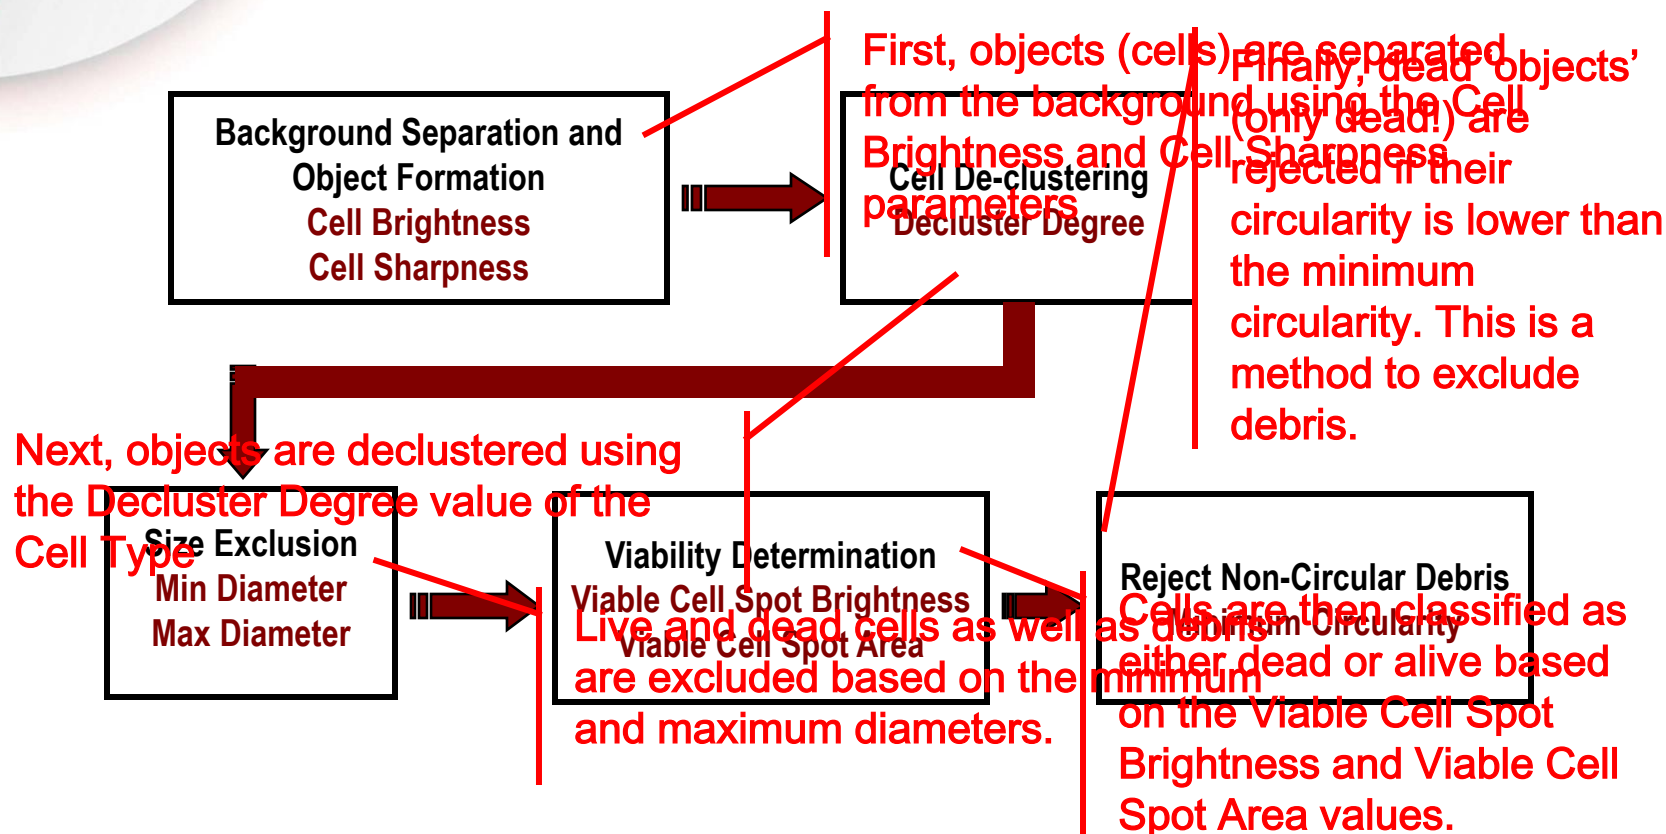 Background Separation and
Object Formation
Cell Brightness
Cell Sharpness
First, objects (cells) are separated
from the background using the Cell
Brightness and Cell Sharpness
parameters
Cell De-clustering
Decluster Degree
Finally, dead ‘objects’
(only dead!) are
rejected if their
circularity is lower than
the minimum
circularity. This is a
method to exclude
debris.
Next, objects are declustered using
the Decluster Degree value of the
Cell Type
Size Exclusion
Min Diameter
Max Diameter
Viability Determination
Viable Cell Spot Brightness
Viable Cell Spot Area
Live and dead cells as well as debris
are excluded based on the minimum
and maximum diameters.
Reject Non-Circular Debris
Minimum Circularity
Cells are then classified as
either dead or alive based
on the Viable Cell Spot
Brightness and Viable Cell
Spot Area values.